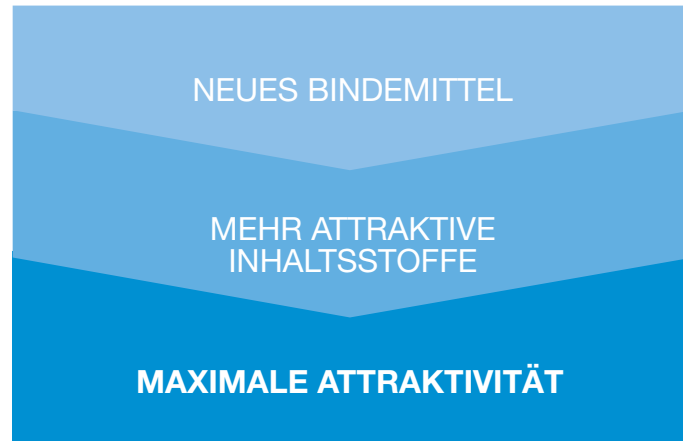 NEUES BINDEMITTEL
MEHR ATTRAKTIVE
INHALTSSTOFFE
MAXIMALE ATTRAKTIVITÄT